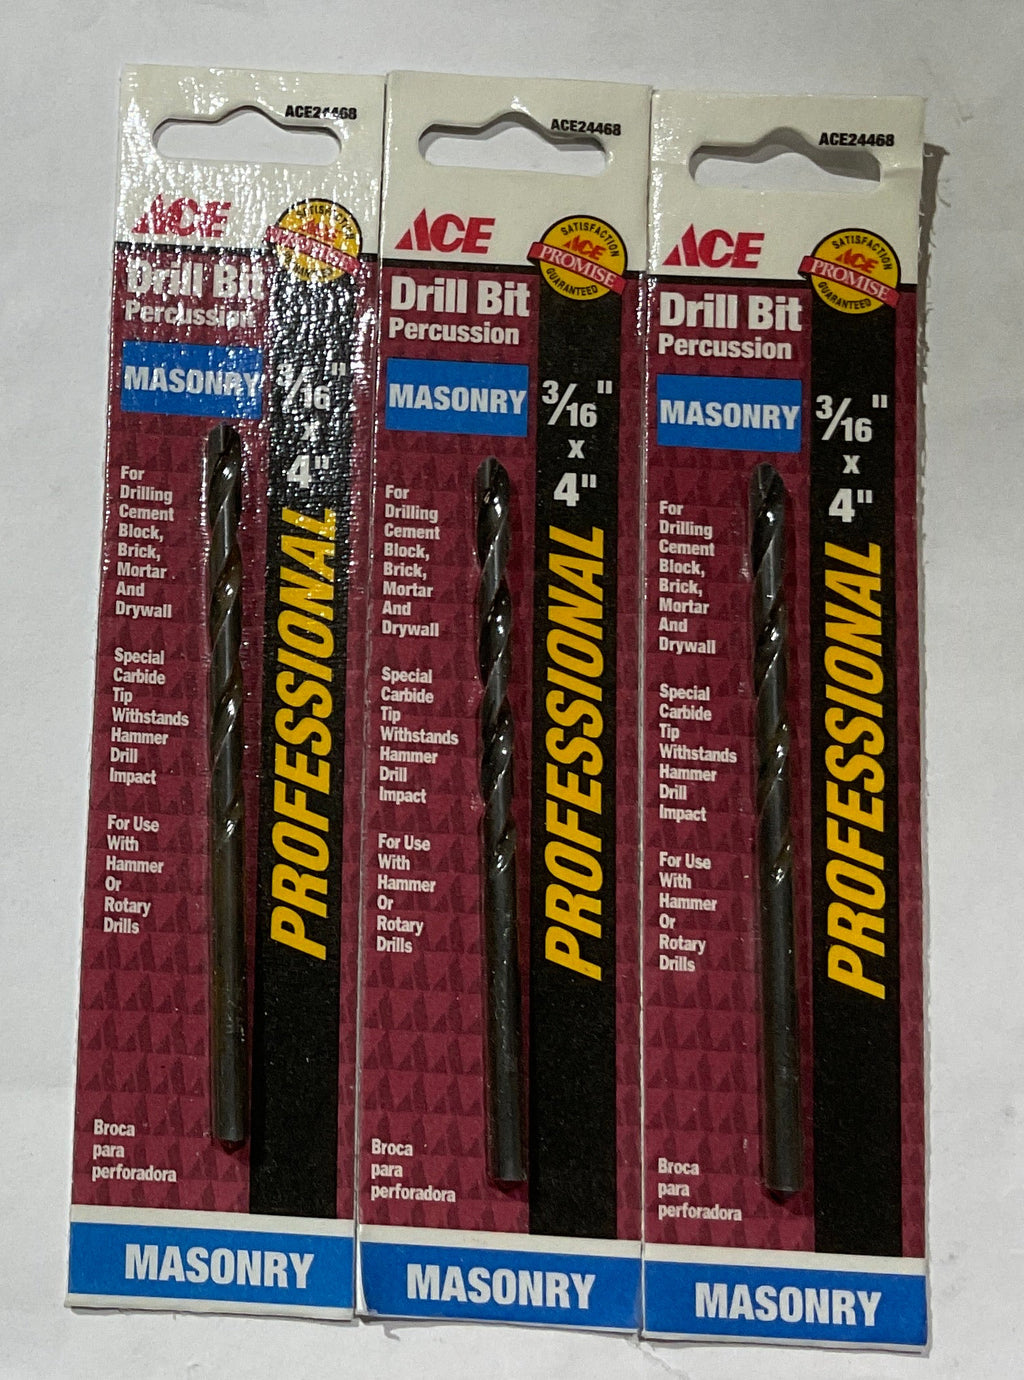 ACE24468
ACE
SATISFACTION
ACE
PROMISE
Drill Bit
Percussion
MASONRY
3/16"
x
4"
PROFESSIONAL
For
Drilling
Cement
Block,
Brick,
Mortar
And
Drywall
Special
Carbide
Tip
Withstands
Hammer
Drill
Impact
For Use
With
Hammer
Or
Rotary
Drills
Broca
para
perforadora
MASONRY
ACE24468
ACE
SATISFACTION
ACE
PROMISE
GUARANTEED
Drill Bit
Percussion
MASONRY
3/16"
x
4"
PROFESSIONAL
For
Drilling
Cement
Block,
Brick,
Mortar
And
Drywall
Special
Carbide
Tip
Withstands
Hammer
Drill
Impact
For Use
With
Hammer
Or
Rotary
Drills
Broca
para
perforadora
MASONRY
ACE24468
ACE
SATISFACTION
ACE
PROMISE
GUARANTEED
Drill Bit
Percussion
MASONRY
3/16"
x
4"
PROFESSIONAL
For
Drilling
Cement
Block,
Brick,
Mortar
And
Drywall
Special
Carbide
Tip
Withstands
Hammer
Drill
Impact
For Use
With
Hammer
Or
Rotary
Drills
Broca
para
perforadora
MASONRY